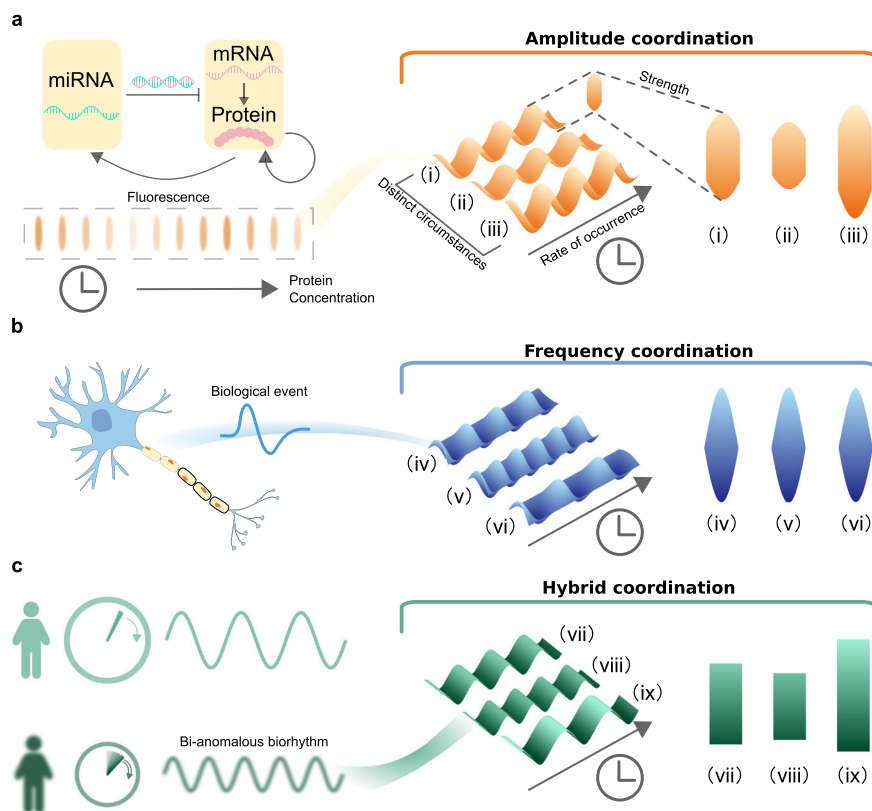 a
Amplitude coordination
miRNA
mRNA
Protein
Strength
Fluorescence
(i)
(ii)
(iii)
Distinct circumstances
Rate of occurrence
(i)
(ii)
(iii)
Protein
Concentration
b
Frequency coordination
Biological event
(iv)
(v)
(vi)
(iv)
(v)
(vi)
c
Hybrid coordination
(vii)
(viii)
(ix)
Bi-anomalous biorhythm
(vii)
(viii)
(ix)